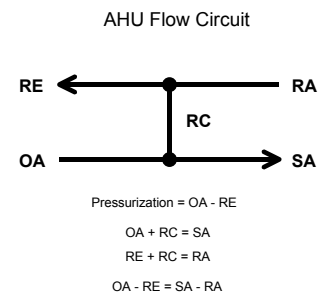 AHU Flow Circuit
RE RA
RC
OA SA
Pressurization = OA - RE
OA + RC = SA
RE + RC = RA
OA - RE = SA - RA